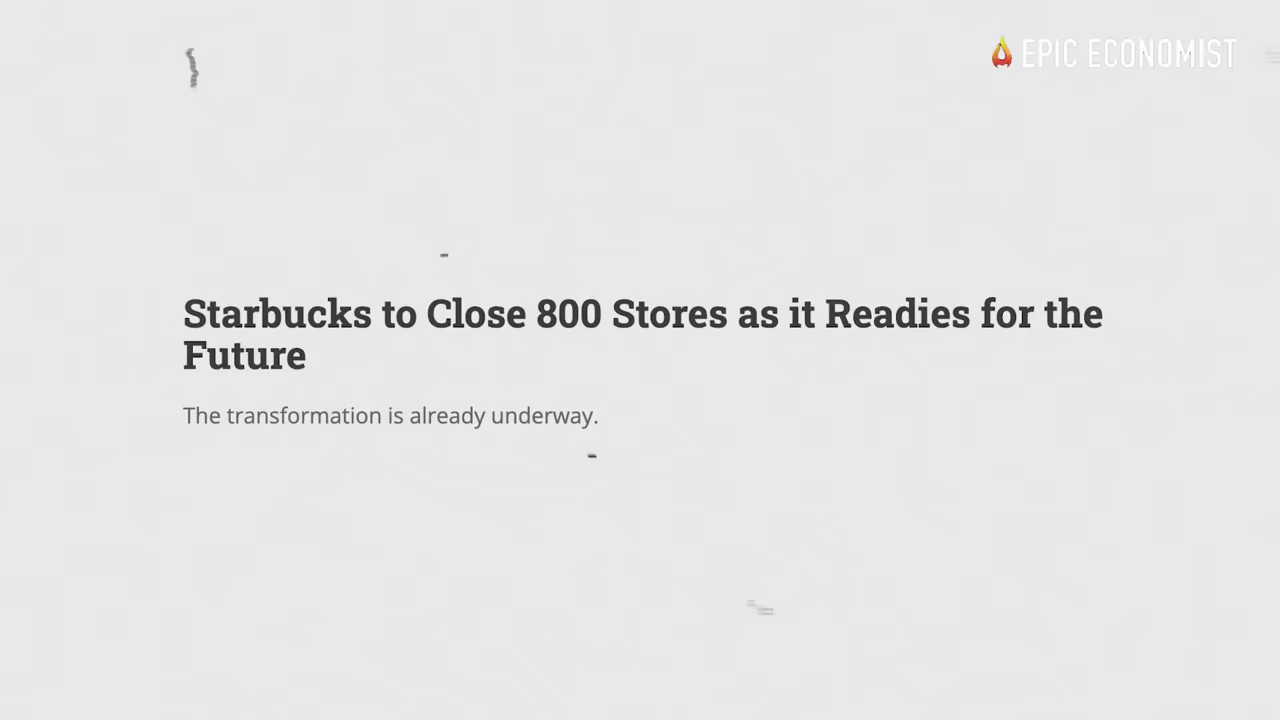 EPIC ECONOMIST
Starbucks to Close 800 Stores as it Readies for the
Future
The transformation is already underway.